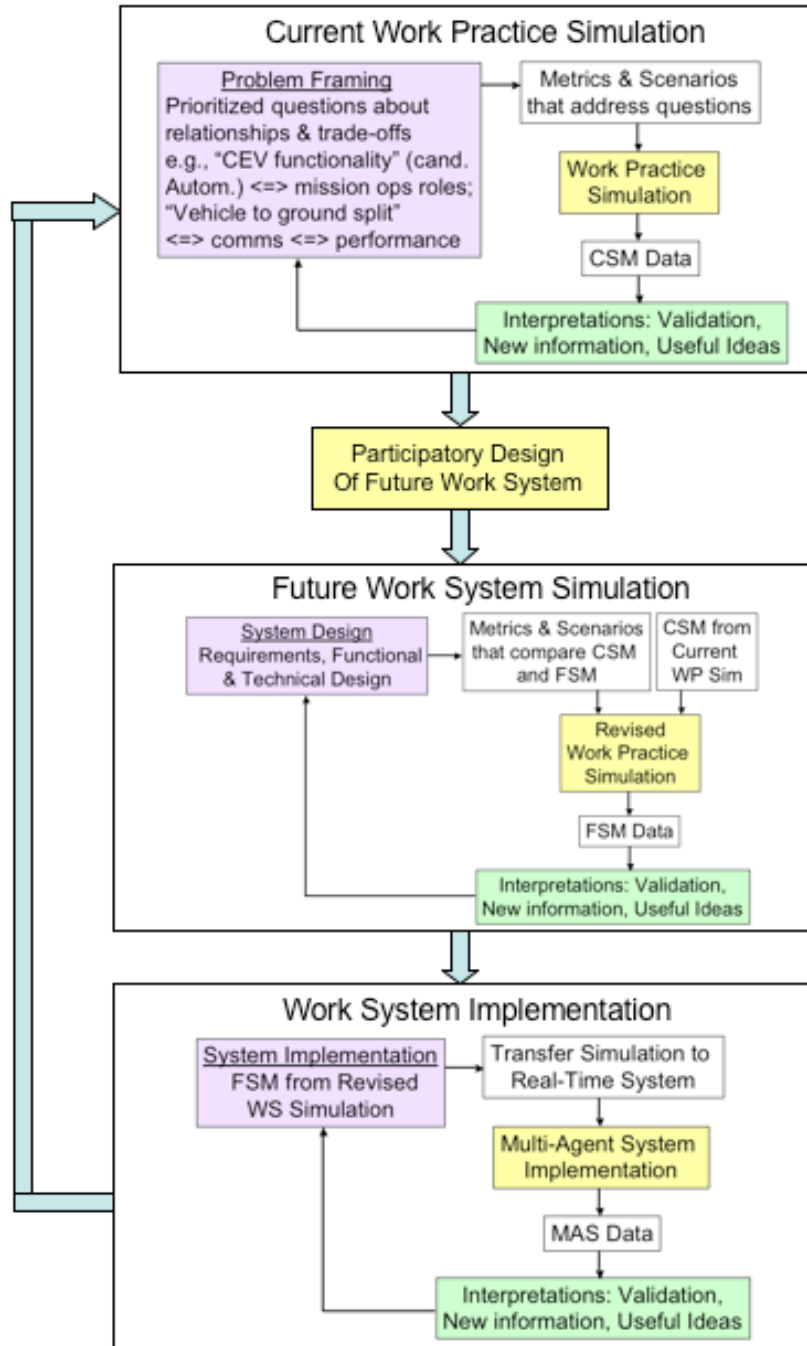 Current Work Practice Simulation
Problem Framing
Prioritized questions about
relationships & trade-offs
e.g., “CEV functionality” (cand.
Autom.) <=> mission ops roles;
“Vehicle to ground split”
<=> comms <=> performance
Metrics & Scenarios
that address questions
Work Practice
Simulation
CSM Data
Interpretations: Validation,
New information, Useful Ideas
Participatory Design
Of Future Work System
Future Work System Simulation
System Design
Requirements, Functional
& Technical Design
Metrics & Scenarios
that compare CSM
and FSM
CSM from
Current
WP Sim
Revised
Work Practice
Simulation
FSM Data
Interpretations: Validation,
New information, Useful Ideas
Work System Implementation
System Implementation
FSM from Revised
WS Simulation
Transfer Simulation to
Real-Time System
Multi-Agent System
Implementation
MAS Data
Interpretations: Validation,
New information, Useful Ideas